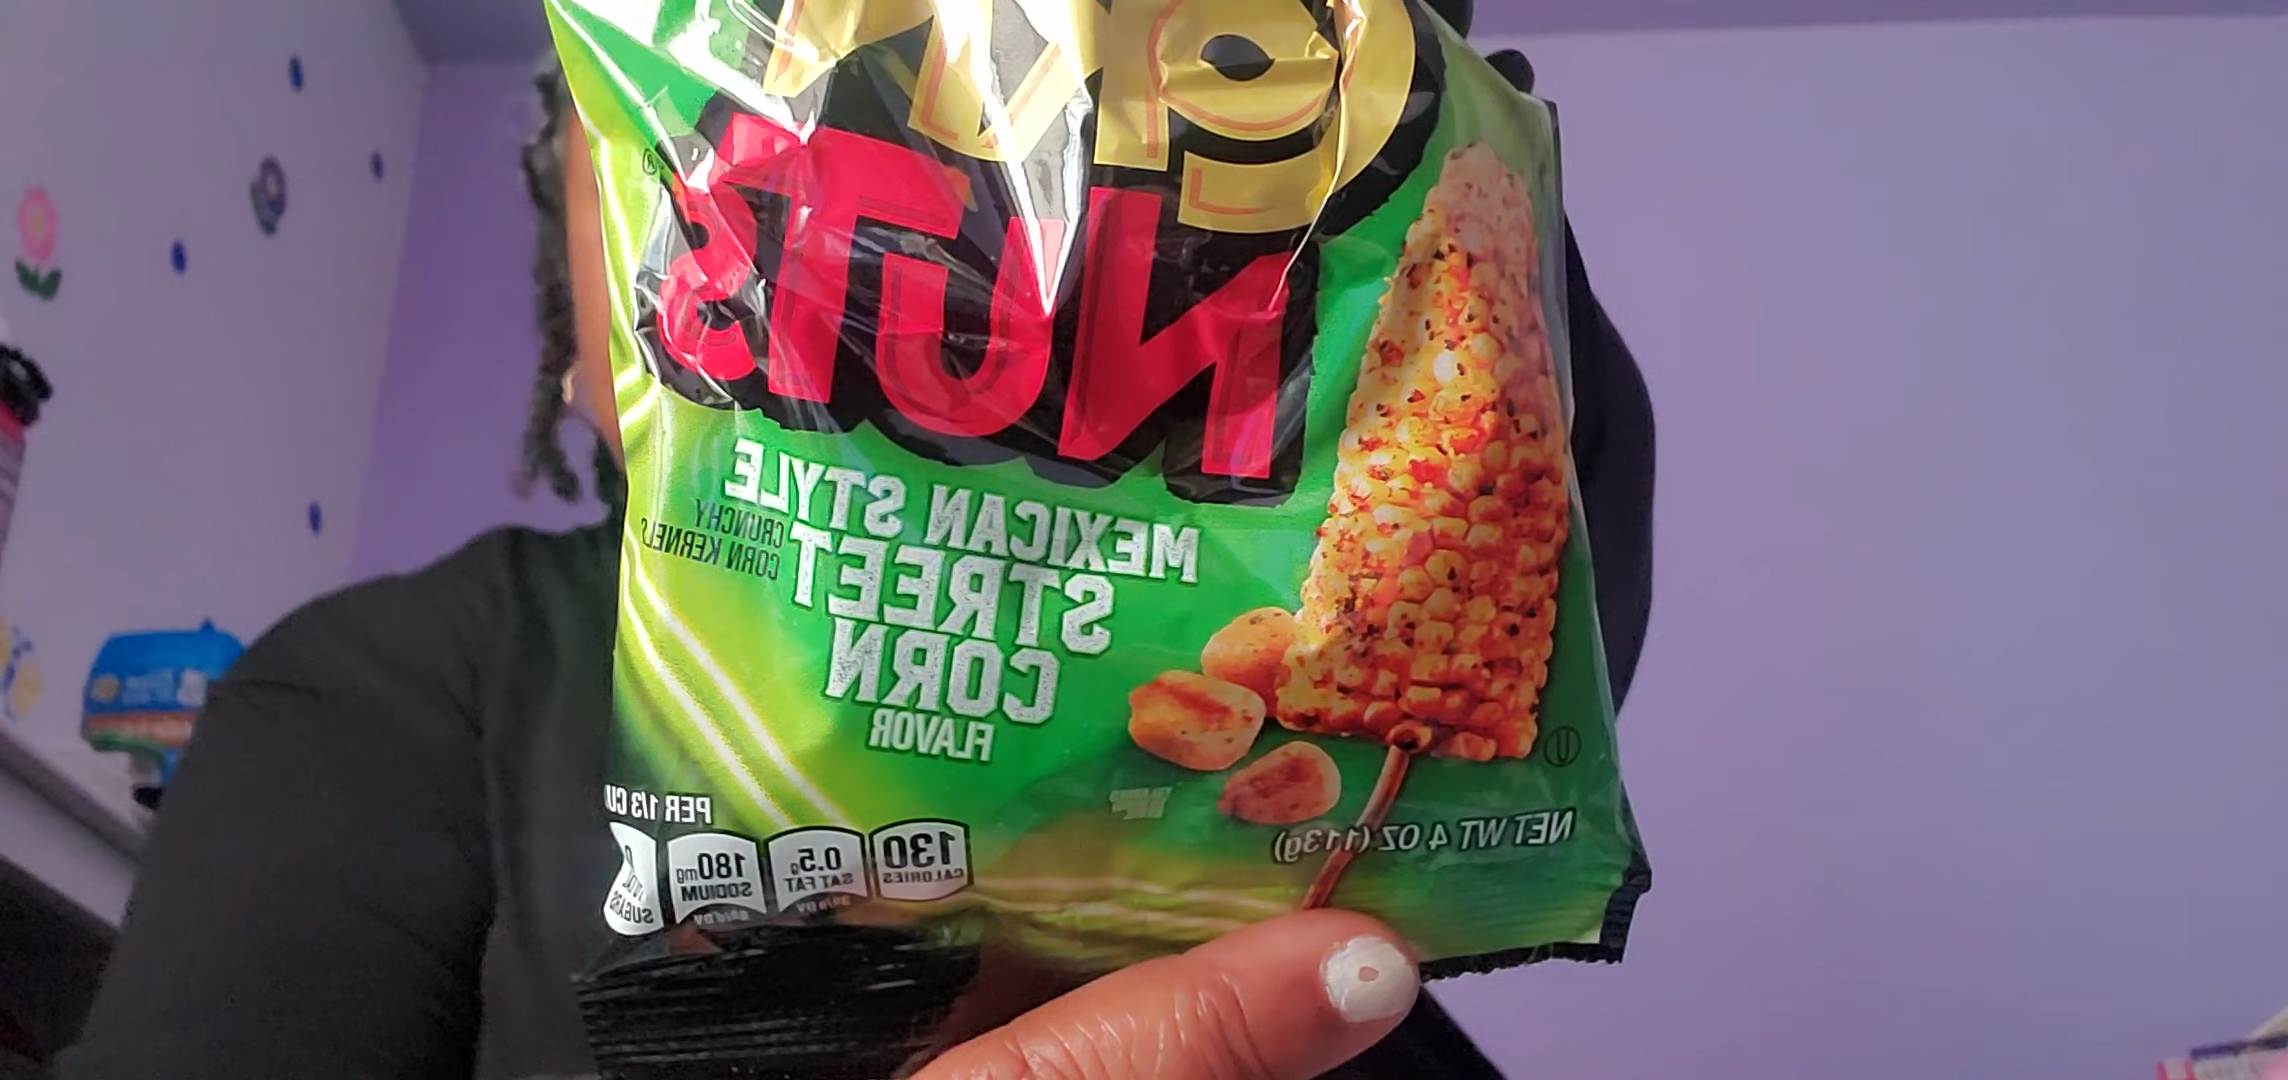 NUTS
®
MEXICAN STYLE
STREET
CORN
FLAVOR
CRUNCHY
CORN KERNELS
NET WT 4 OZ (113g)
U
PER 1/3 CU
130
CALORIES
0.5g
SAT FAT
180mg
SODIUM
SUGARS